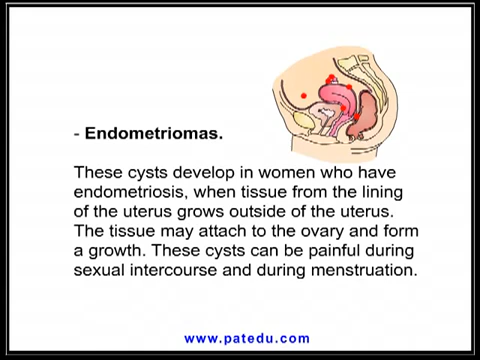 - Endometriomas.
These cysts develop in women who have
endometriosis, when tissue from the lining
of the uterus grows outside of the uterus.
The tissue may attach to the ovary and form
a growth. These cysts can be painful during
sexual intercourse and during menstruation.
www.patedu.com